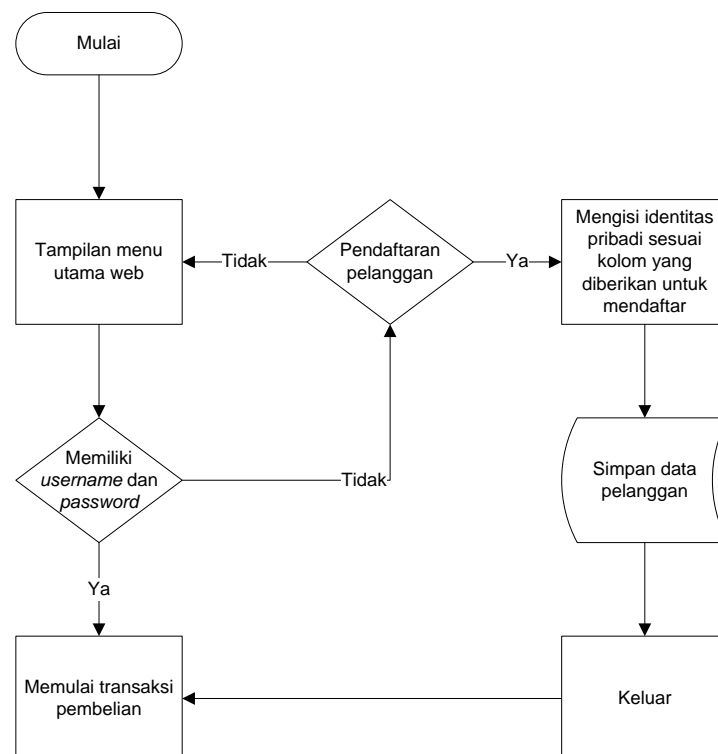 Mulai
Tampilan menu
utama web
Tidak
Pendaftaran
pelanggan
Ya
Mengisi identitas
pribadi sesuai
kolom yang
diberikan untuk
mendaftar
Memiliki
username dan
password
Tidak
Simpan data
pelanggan
Ya
Memulai transaksi
pembelian
Keluar